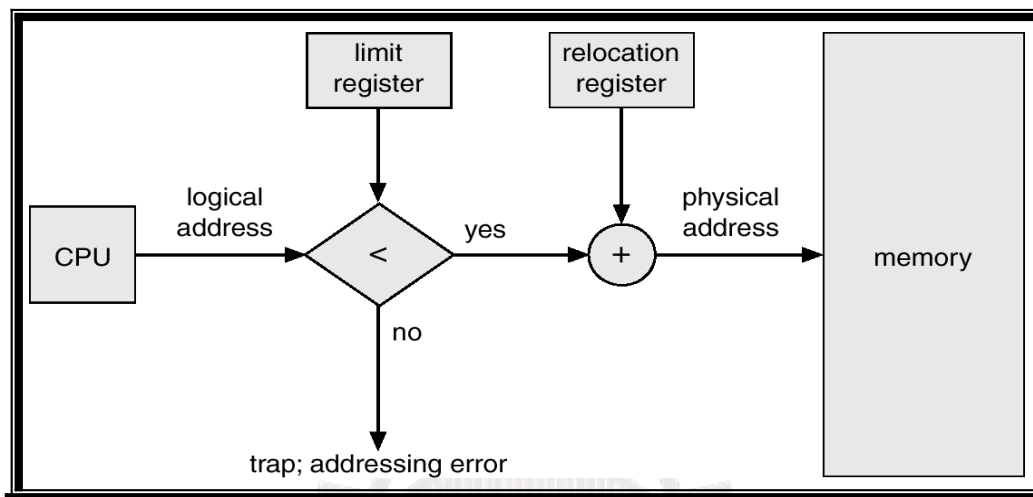 limit
register
relocation
register
logical
address
physical
address
CPU
<
yes
+
memory
no
trap; addressing error